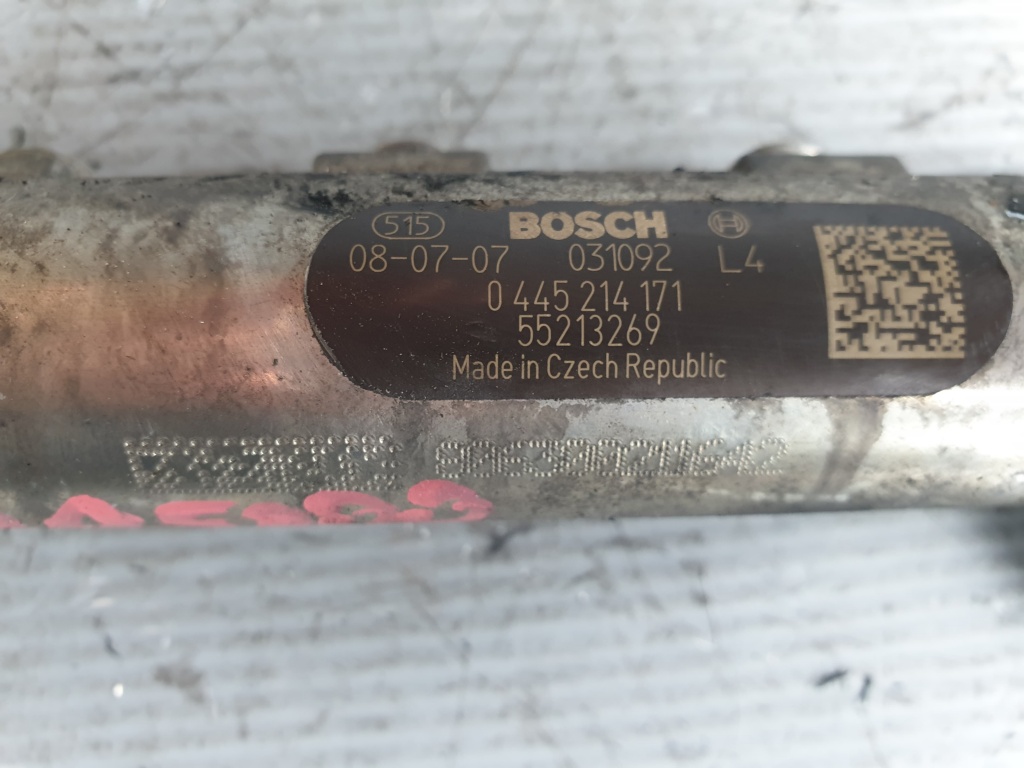 515 BOSCH
08-07-07 031092 L4
0 445 214 171
55213269
Made in Czech Republic